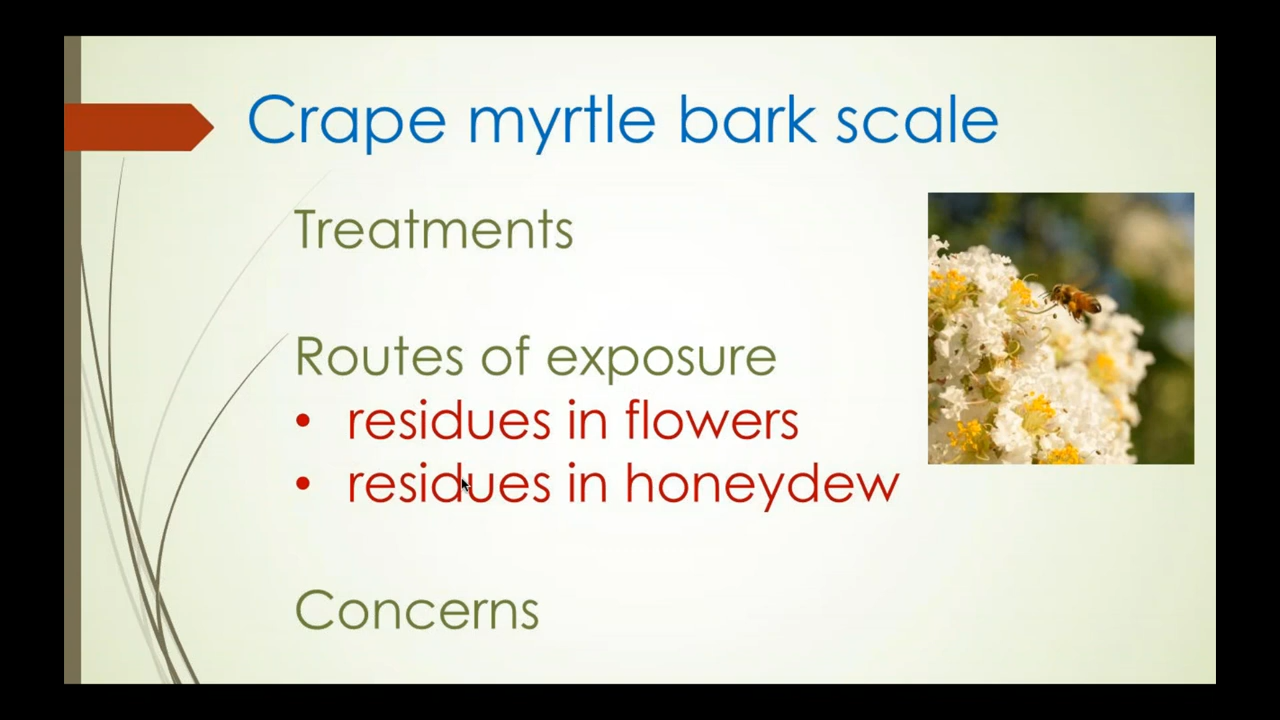 Crape myrtle bark scale
Treatments
Routes of exposure
• residues in flowers
• residues in honeydew
Concerns